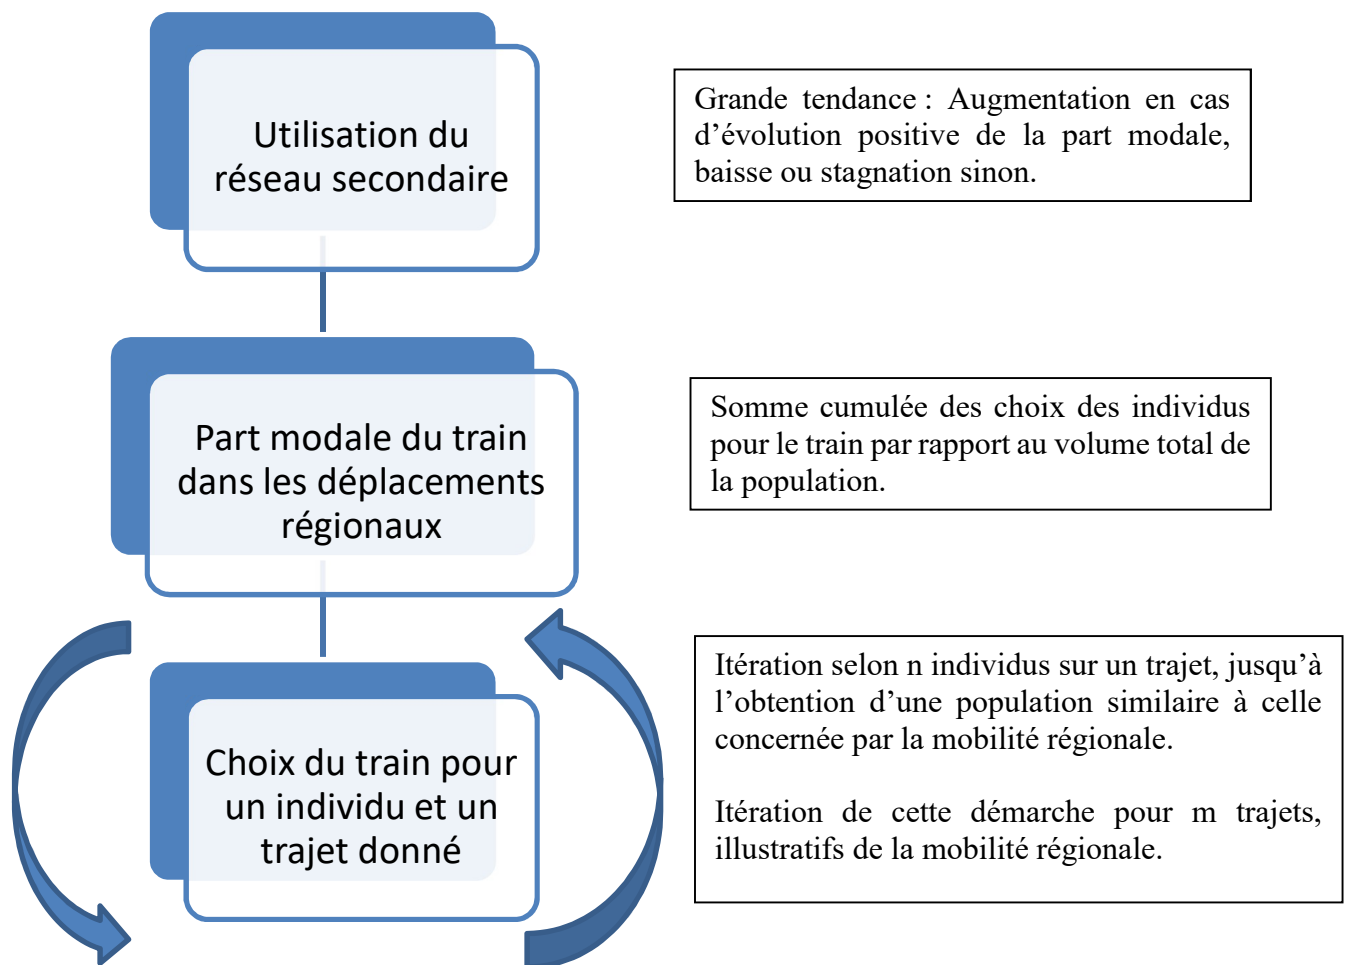 Utilisation du
réseau secondaire
Grande tendance : Augmentation en cas
d’évolution positive de la part modale,
baisse ou stagnation sinon.
Part modale du train
dans les déplacements
régionaux
Somme cumulée des choix des individus
pour le train par rapport au volume total de
la population.
Choix du train pour
un individu et un
trajet donné
Itération selon n individus sur un trajet, jusqu’à
l’obtention d’une population similaire à celle
concernée par la mobilité régionale.
Itération de cette démarche pour m trajets,
illustratifs de la mobilité régionale.